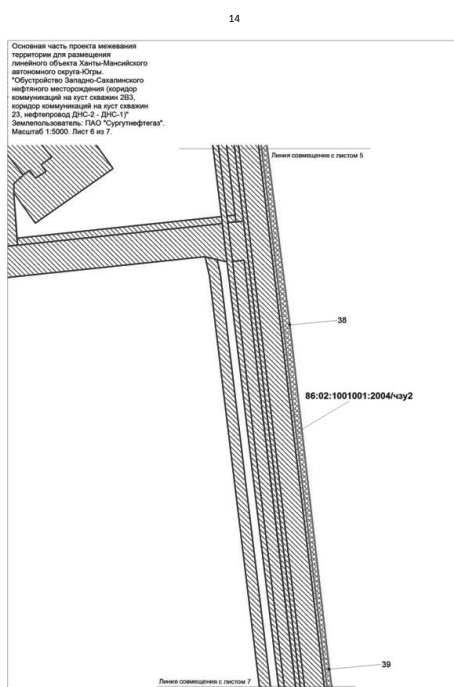 14
Основная часть проекта межевания
территории для размещения
линейного объекта Ханты-Мансийского
автономного округа-Югры.
"Обустройство Западно-Сахалинского
нефтяного месторождения (коридор
коммуникаций на куст скважин 2ВЗ,
коридор коммуникаций на куст скважин
23, нефтепровод ДНС-2 - ДНС-1)"
Землепользователь: ПАО "Сургутнефтегаз".
Масштаб 1:5000. Лист 6 из 7.
Линия совмещения с листом 5
38
86:02:1001001:2004/чзу2
39
Линия совмещения с листом 7